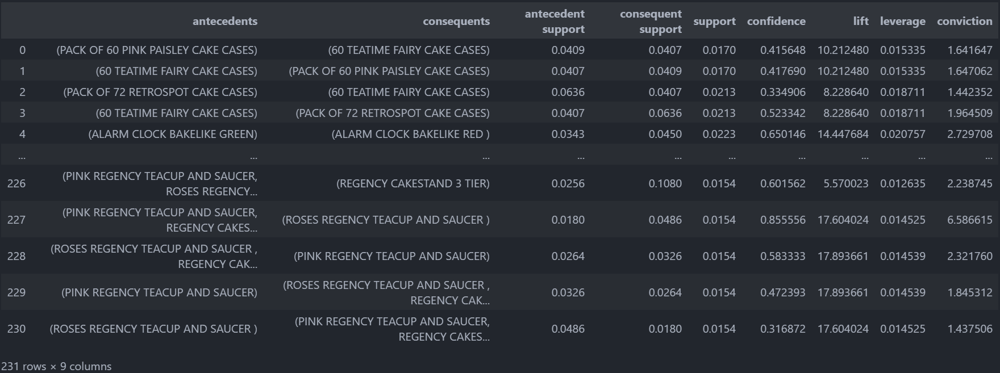 antecedents consequents antecedent support consequent support support confidence lift leverage conviction
0 (PACK OF 60 PINK PAISLEY CAKE CASES) (60 TEATIME FAIRY CAKE CASES) 0.0409 0.0407 0.0170 0.415648 10.212480 0.015335 1.641647
1 (60 TEATIME FAIRY CAKE CASES) (PACK OF 60 PINK PAISLEY CAKE CASES) 0.0407 0.0409 0.0170 0.417690 10.212480 0.015335 1.647062
2 (PACK OF 72 RETROSPOT CAKE CASES) (60 TEATIME FAIRY CAKE CASES) 0.0636 0.0407 0.0213 0.334906 8.228640 0.018711 1.442352
3 (60 TEATIME FAIRY CAKE CASES) (PACK OF 72 RETROSPOT CAKE CASES) 0.0407 0.0636 0.0213 0.523342 8.228640 0.018711 1.964509
4 (ALARM CLOCK BAKELIKE GREEN) (ALARM CLOCK BAKELIKE RED ) 0.0343 0.0450 0.0223 0.650146 14.447684 0.020757 2.729708
... ... ... ... ... ... ... ... ... ...
226 (PINK REGENCY TEACUP AND SAUCER, ROSES REGENCY... (REGENCY CAKESTAND 3 TIER) 0.0256 0.1080 0.0154 0.601562 5.570023 0.012635 2.238745
227 (PINK REGENCY TEACUP AND SAUCER, REGENCY CAKES... (ROSES REGENCY TEACUP AND SAUCER ) 0.0180 0.0486 0.0154 0.855556 17.604024 0.014525 6.586615
228 (ROSES REGENCY TEACUP AND SAUCER , REGENCY CAK... (PINK REGENCY TEACUP AND SAUCER) 0.0264 0.0326 0.0154 0.583333 17.893661 0.014539 2.321760
229 (PINK REGENCY TEACUP AND SAUCER) (ROSES REGENCY TEACUP AND SAUCER , REGENCY CAK... 0.0326 0.0264 0.0154 0.472393 17.893661 0.014539 1.845312
230 (ROSES REGENCY TEACUP AND SAUCER ) (PINK REGENCY TEACUP AND SAUCER, REGENCY CAKES... 0.0486 0.0180 0.0154 0.316872 17.604024 0.014525 1.437506
231 rows × 9 columns